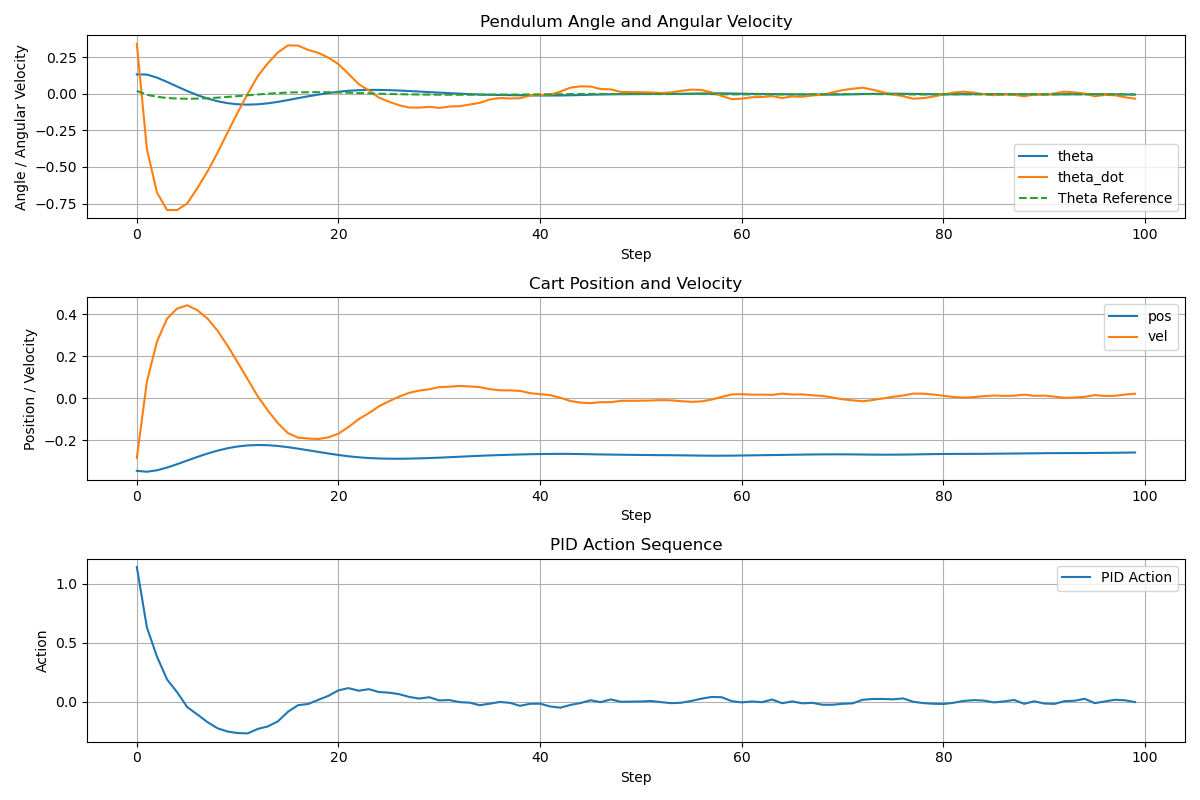 Pendulum Angle and Angular Velocity
Angle / Angular Velocity
0.25
0.00
−0.25
−0.50
−0.75
theta
theta_dot
Theta Reference
0 20 40 60 80 100
Step
Cart Position and Velocity
Position / Velocity
0.4
0.2
0.0
−0.2
pos
vel
0 20 40 60 80 100
Step
PID Action Sequence
Action
1.0
0.5
0.0
PID Action
0 20 40 60 80 100
Step